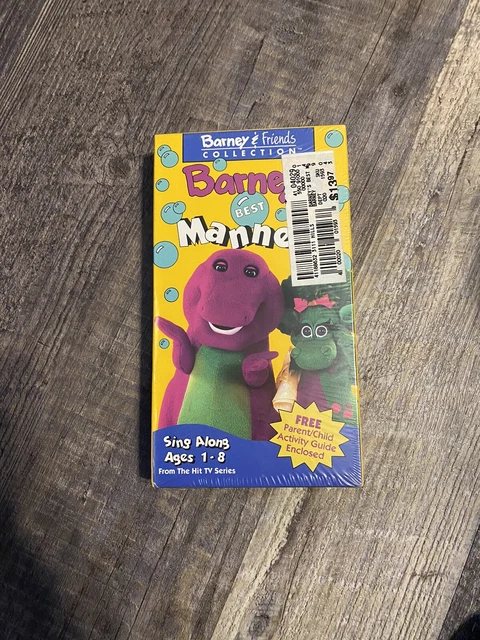 Barney & Friends
COLLECTION™
Barne
BEST
Manne
$13.97
FREE
Parent/Child
Activity Guide
Enclosed
Sing Along
Ages 1-8
From The Hit TV Series